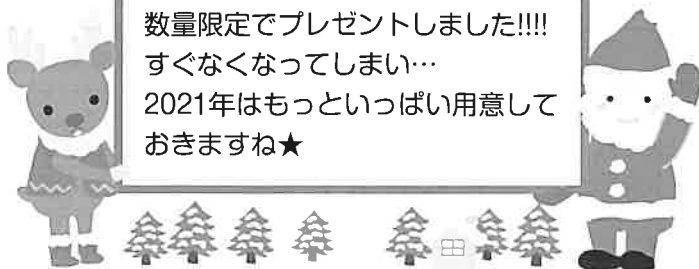 数量限定でプレゼントしました!!!!
すぐなくなってしまい…
2021年はもっといっぱい用意して
おきますね★